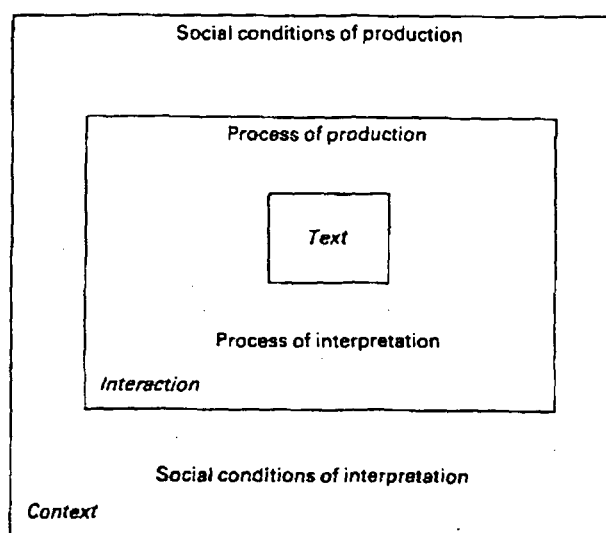 Social conditions of production
Process of production
Text
Process of interpretation
Interaction
Social conditions of interpretation
Context